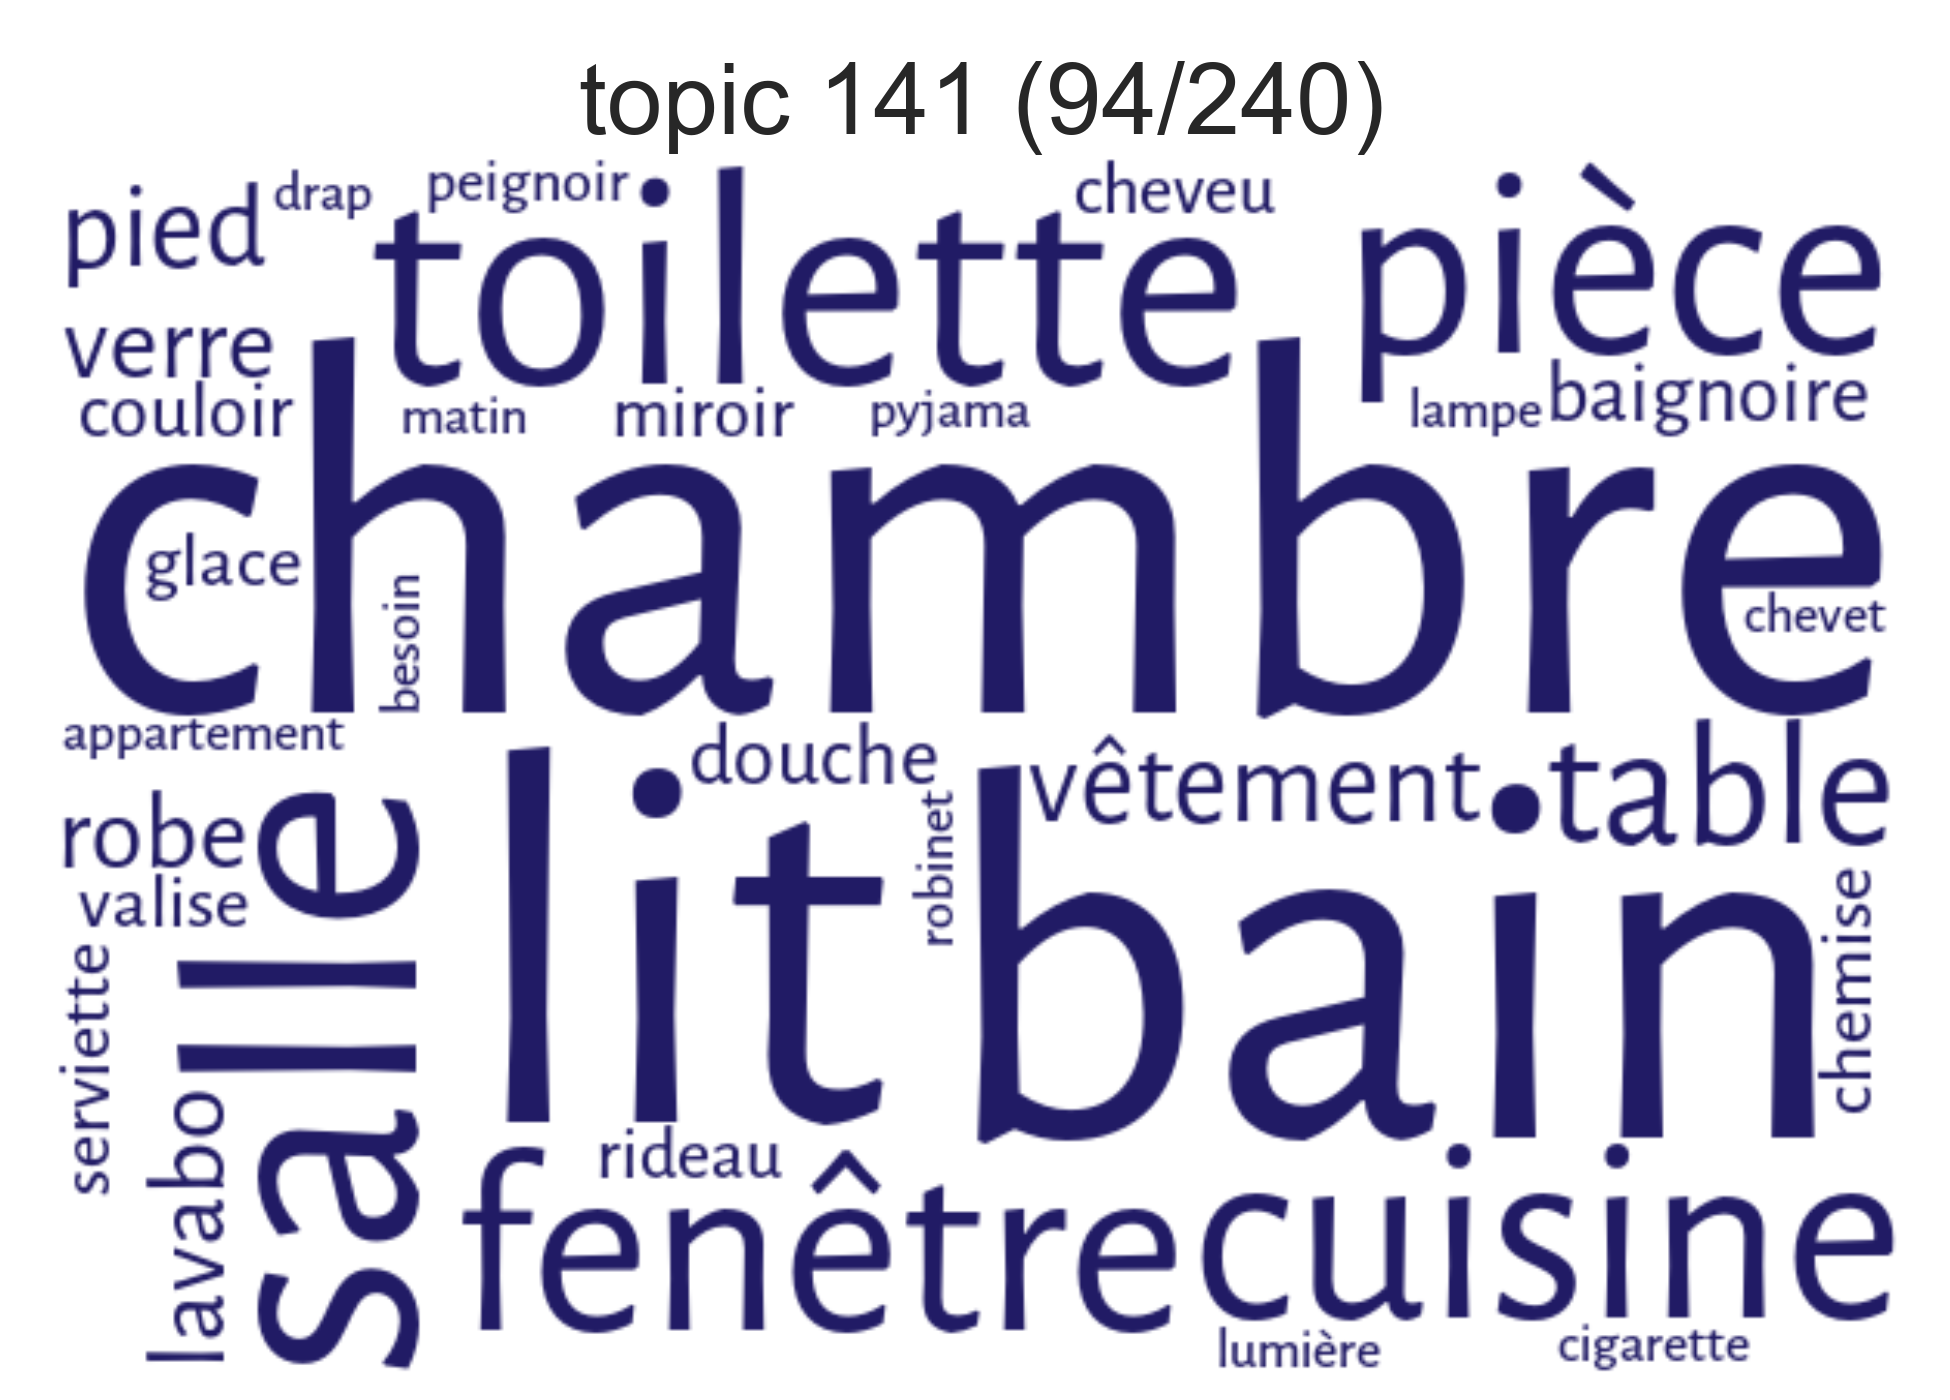 topic 141 (94/240)
pied
drap
peignoir
toilette
cheveu
pièce
verre
couloir
matin
miroir
pyjama
lampe
baignoire
chambre
glace
besoin
chevet
appartement
douche
vêtement
table
robe
valise
salle
lit
robinet
bain
chemise
serviette
lavabo
rideau
fenêtre
cuisine
lumière
cigarette